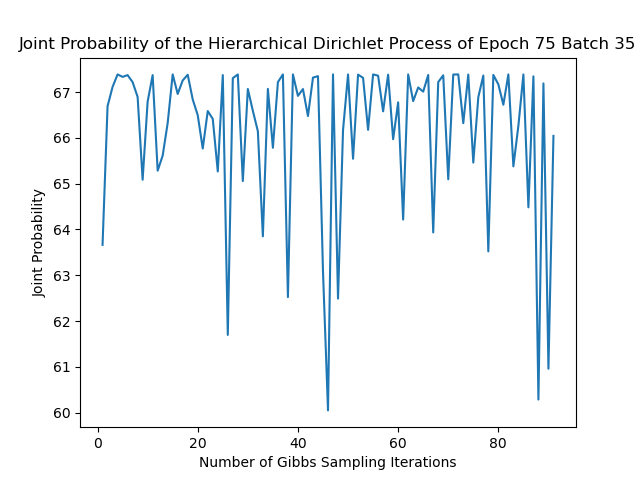 Joint Probability of the Hierarchical Dirichlet Process of Epoch 75 Batch 35
67
66
65
64
63
62
61
60
Joint Probability
0 20 40 60 80
Number of Gibbs Sampling Iterations